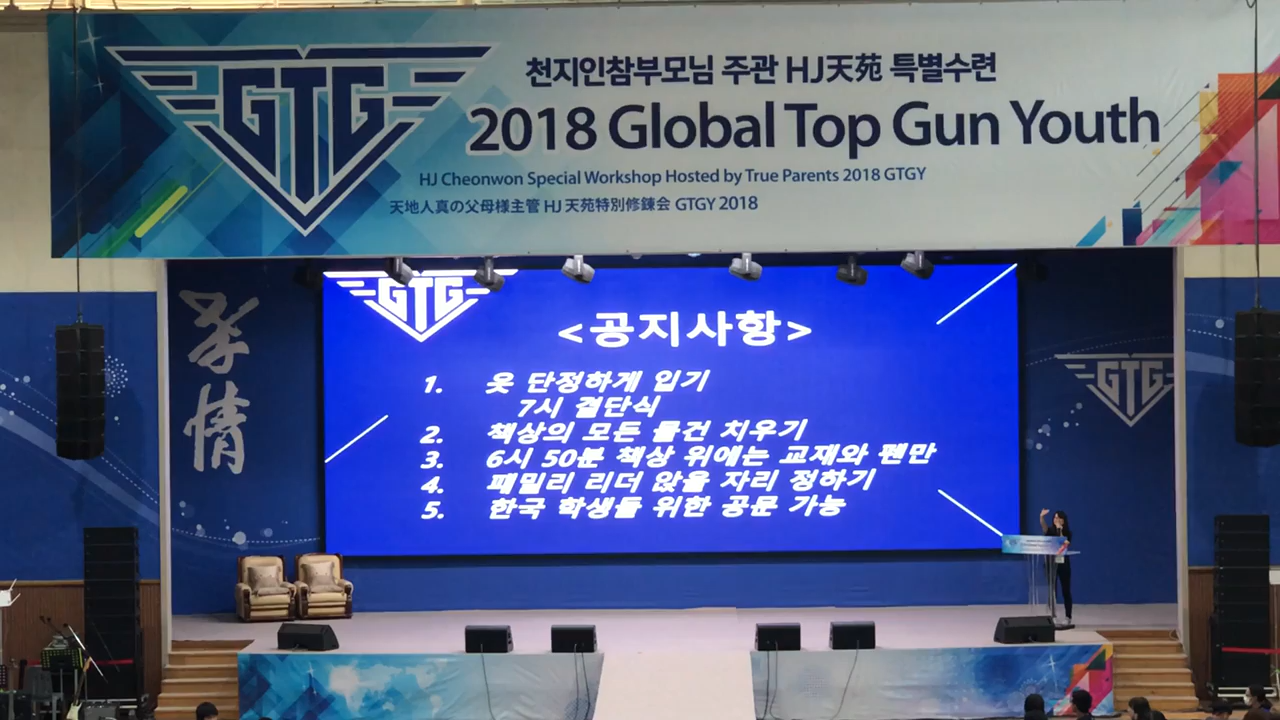 GTG
천지인참부모님 주관 HJ天苑 특별수련
2018 Global Top Gun Youth
HJ Cheonwon Special Workshop Hosted by True Parents 2018 GTGY
天地人真の父母様主管 HJ 天苑特別修錬会 GTGY 2018
孝情
GTG
<공지사항>
1. 옷 단정하게 입기
7시 결단식
2. 책상의 모든 물건 치우기
3. 6시 50분 책상 위에는 교재와 펜만
4. 패밀리 리더 앉을 자리 정하기
5. 한국 학생들 위한 공문 가능
GTG